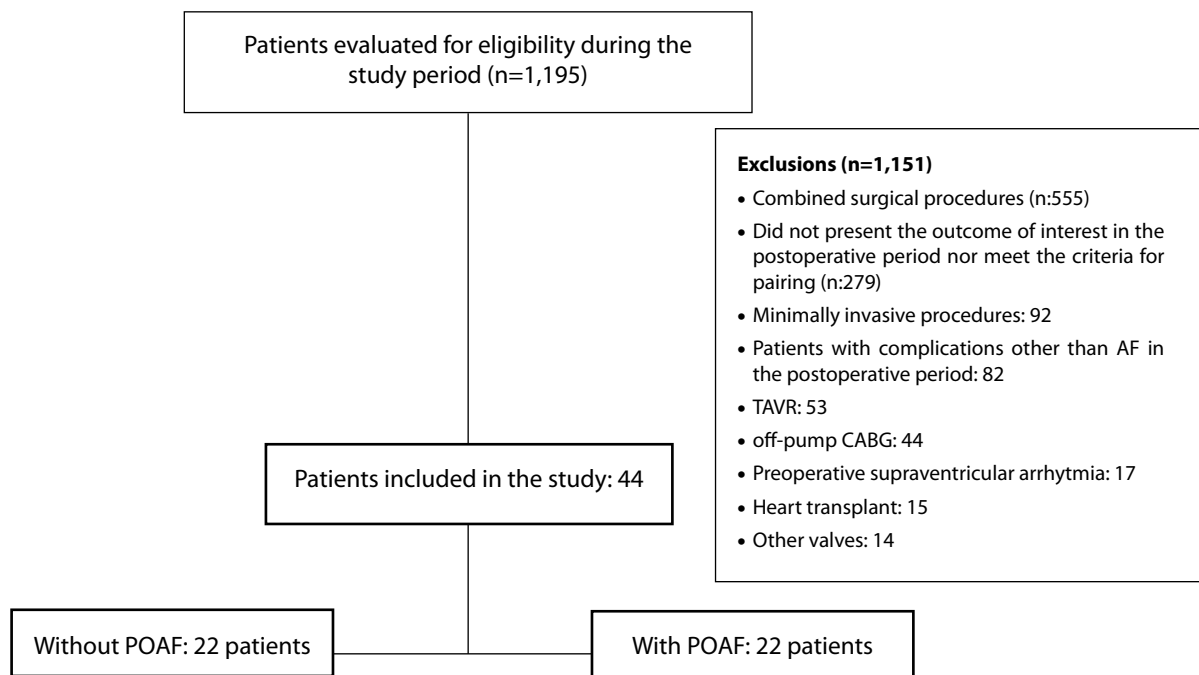 Patients evaluated for eligibility during the
study period (n=1,195)
Exclusions (n=1,151)
• Combined surgical procedures (n:555)
• Did not present the outcome of interest in the
postoperative period nor meet the criteria for
pairing (n:279)
• Minimally invasive procedures: 92
• Patients with complications other than AF in
the postoperative period: 82
• TAVR: 53
• off-pump CABG: 44
• Preoperative supraventricular arrhytmia: 17
• Heart transplant: 15
• Other valves: 14
Patients included in the study: 44
Without POAF: 22 patients
With POAF: 22 patients